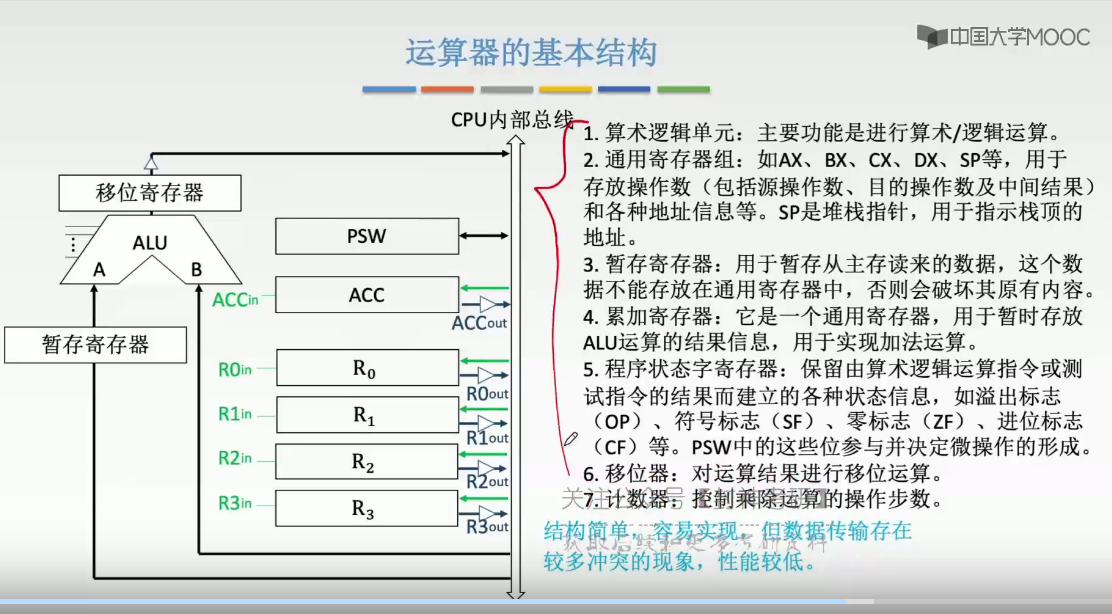 中国大学MOOC
运算器的基本结构
CPU内部总线
移位寄存器
ALU
A
B
暂存寄存器
PSW
ACCin
ACC
ACCout
R0in
R0
R0out
R1in
R1
R1out
R2in
R2
R2out
R3in
R3
R3out
1. 算术逻辑单元：主要功能是进行算术/逻辑运算。
2. 通用寄存器组：如AX、BX、CX、DX、SP等，用于
存放操作数（包括源操作数、目的操作数及中间结果）
和各种地址信息等。SP是堆栈指针，用于指示栈顶的
地址。
3. 暂存寄存器：用于暂存从主存读来的数据，这个数
据不能存放在通用寄存器中，否则会破坏其原有内容。
4. 累加寄存器：它是一个通用寄存器，用于暂时存放
ALU运算的结果信息，用于实现加法运算。
5. 程序状态字寄存器：保留由算术逻辑运算指令或测
试指令的结果而建立的各种状态信息，如溢出标志
（OP）、符号标志（SF）、零标志（ZF）、进位标志
（CF）等。PSW中的这些位参与并决定微操作的形成。
6. 移位器：对运算结果进行移位运算。
7. 计数器：控制乘除运算的操作步数。
关注公众号
结构简单，容易实现，但数据传输存在
较多冲突的现象，性能较低。